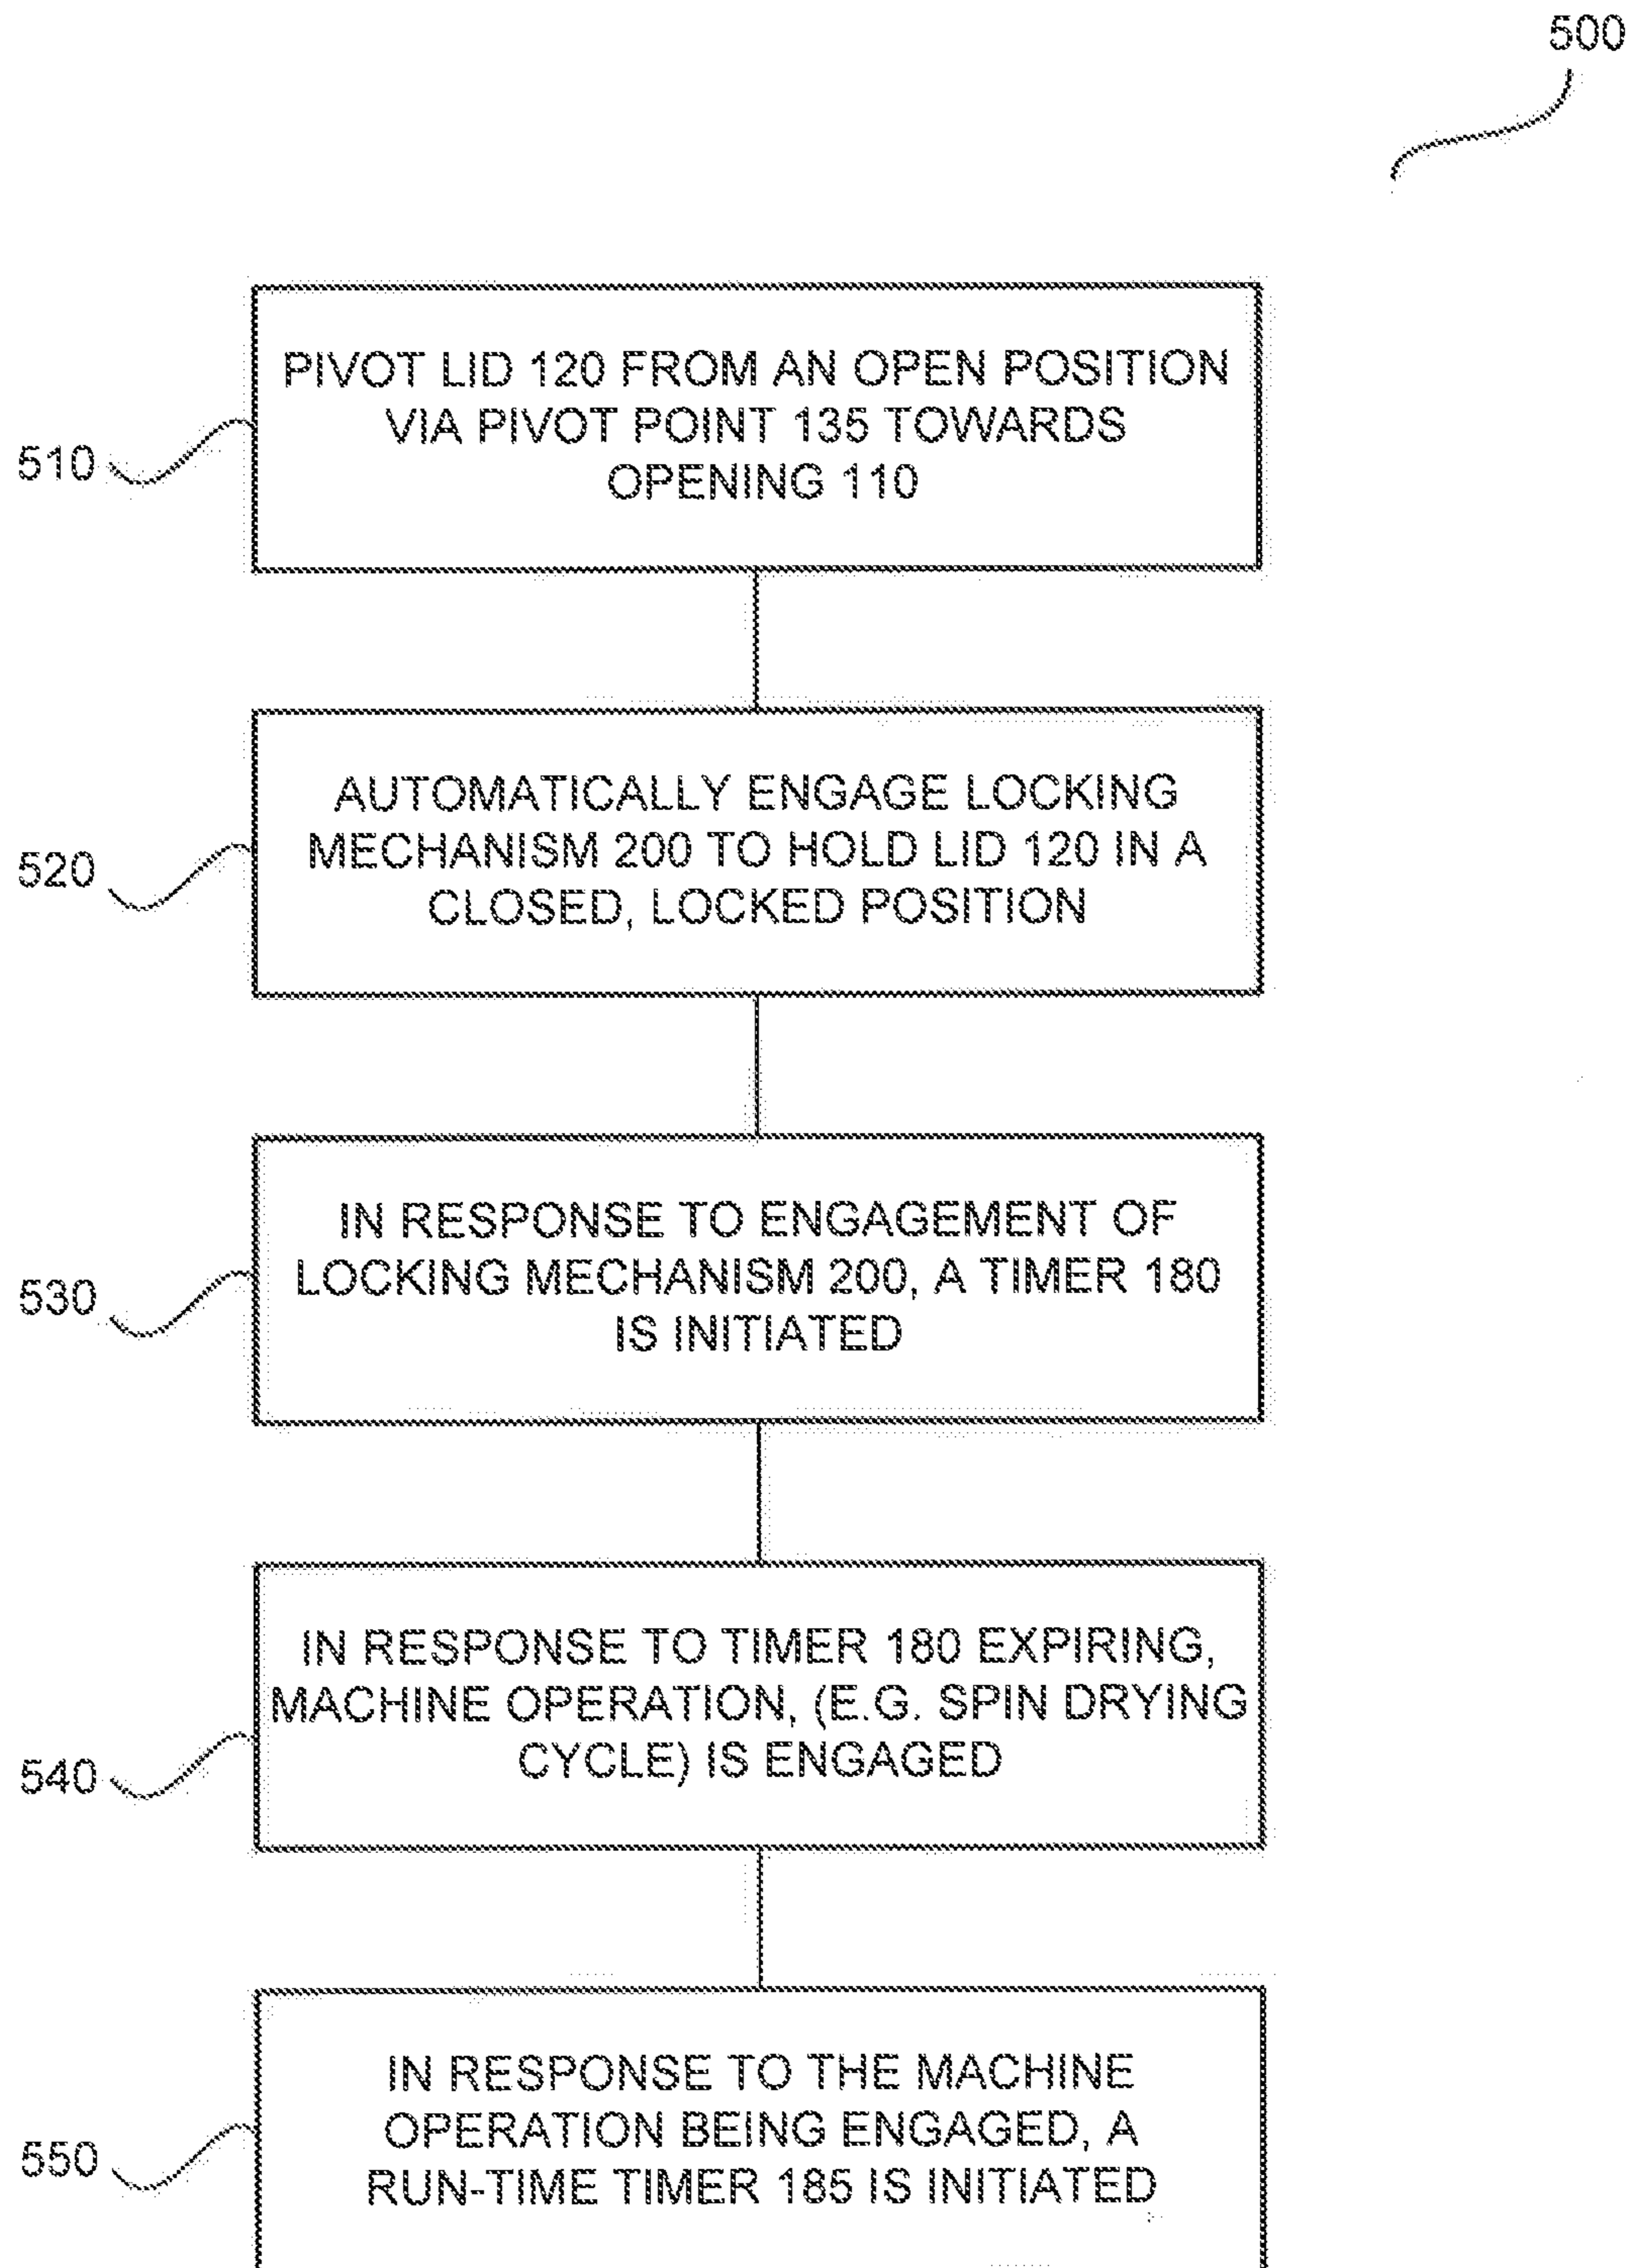 500
PIVOT LID 120 FROM AN OPEN POSITION
VIA PIVOT POINT 135 TOWARDS
OPENING 110
510
AUTOMATICALLY ENGAGE LOCKING
MECHANISM 200 TO HOLD LID 120 IN A
CLOSED, LOCKED POSITION
520
IN RESPONSE TO ENGAGEMENT OF
LOCKING MECHANISM 200, A TIMER 180
IS INITIATED
530
IN RESPONSE TO TIMER 180 EXPIRING,
MACHINE OPERATION, (E.G. SPIN DRYING
CYCLE) IS ENGAGED
540
IN RESPONSE TO THE MACHINE
OPERATION BEING ENGAGED, A
RUN-TIME TIMER 185 IS INITIATED
550